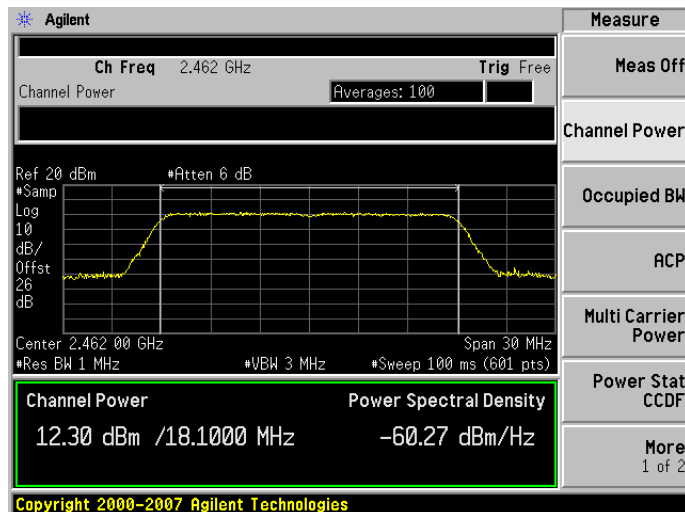 Agilent
Measure
Ch Freq 2.462 GHz Trig Free
Channel Power Averages: 100
Meas Off
Channel Power
Occupied BW
ACP
Multi Carrier
Power
Power Stat
CCDF
More
1 of 2
Ref 20 dBm #Atten 6 dB
#Samp
Log
10
dB/
Offst
26
dB
Center 2.462 00 GHz Span 30 MHz
#Res BW 1 MHz #VBW 3 MHz #Sweep 100 ms (601 pts)
Channel Power Power Spectral Density
12.30 dBm /18.1000 MHz -60.27 dBm/Hz
Copyright 2000-2007 Agilent Technologies